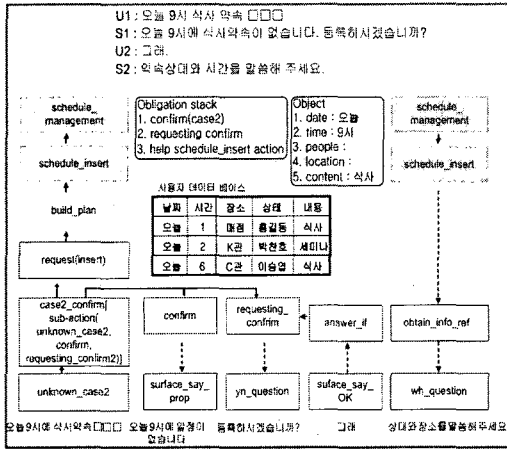 U1 : 오늘 9시 식사 약속 □□□
S1 : 오늘 9시에 식사약속이 없습니다. 등록하시겠습니까?
U2 : 그래.
S2 : 약속상대와 시간을 말씀해 주세요.
schedule_management
schedule_insert
build_plan
request(insert)
case2_confirm[
sub-action(
unknown_case2,
confirm,
requesting_confirm2)]
unknown_case2
오늘9시에 식사약속□□□
Obligation stack
1. confirm(case2)
2. requesting confirm
3. help schedule_insert action
Object
1. date : 오늘
2. time : 9시
3. people :
4. location :
5. content : 식사
schedule_management
schedule_insert
사용자 데이터 베이스
날짜 시간 장소 상태 내용
오늘 1 매점 홍길동 식사
오늘 2 K관 박찬호 세미나
오늘 6 C관 이승엽 식사
confirm
requesting_confrim
answer_if
obtain_info_ref
surface_say_prop
yn_question
suface_say_OK
wh_question
오늘9시에 일정이
없습니다
등록하시겠습니까?
그래
상대와장소를말씀해주세요